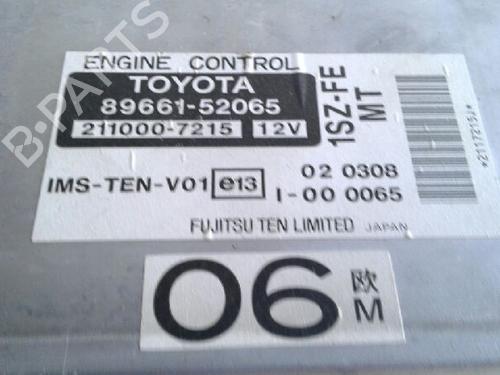 ENGINE CONTROL
TOYOTA
89661-52065
211000-7215 12V
1SZ-FE
MT
*2117215J*
IMS-TEN-V01 e13
02 0308
I-00 0065
FUJITSU TEN LIMITED JAPAN
06 欧
M
B-PARTS